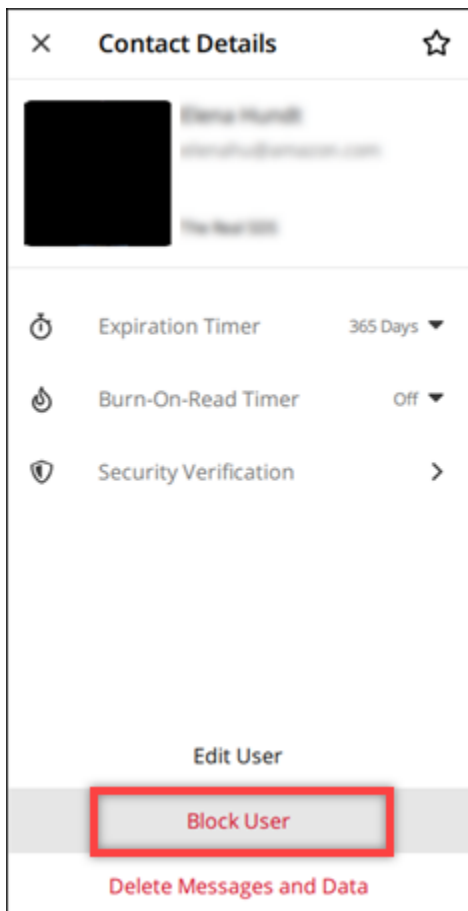 Contact Details
Expiration Timer 365 Days
Burn-On-Read Timer Off
Security Verification
Edit User
Block User
Delete Messages and Data